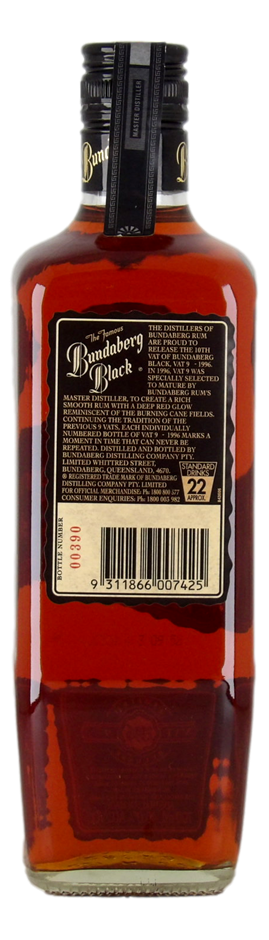 MASTER DISTILLER
Bund
The Famous
Bundaberg
Black
THE DISTILLERS OF
BUNDABERG RUM
ARE PROUD TO
RELEASE THE 10TH
VAT OF BUNDABERG
BLACK, VAT 9 - 1996.
IN 1996, VAT 9 WAS
SPECIALLY SELECTED
TO MATURE BY
BUNDABERG RUM'S
MASTER DISTILLER, TO CREATE A RICH
SMOOTH RUM WITH A DEEP RED GLOW
REMINISCENT OF THE BURNING CANE FIELDS.
CONTINUING THE TRADITION OF THE
PREVIOUS 9 VATS, EACH INDIVIDUALLY
NUMBERED BOTTLE OF VAT 9 - 1996 MARKS A
MOMENT IN TIME THAT CAN NEVER BE
REPEATED. DISTILLED AND BOTTLED BY
BUNDABERG DISTILLING COMPANY PTY.
LIMITED WHITTRED STREET,
BUNDABERG, QUEENSLAND, 4670.
® REGISTERED TRADE MARK OF BUNDABERG
DISTILLING COMPANY PTY. LIMITED
FOR OFFICIAL MERCHANDISE: Ph 1800 800 577
CONSUMER ENQUIRIES: Ph 1800 005 982
STANDARD
DRINKS
22
APPROX.
BOTTLE NUMBER
00390
9 311866 007425